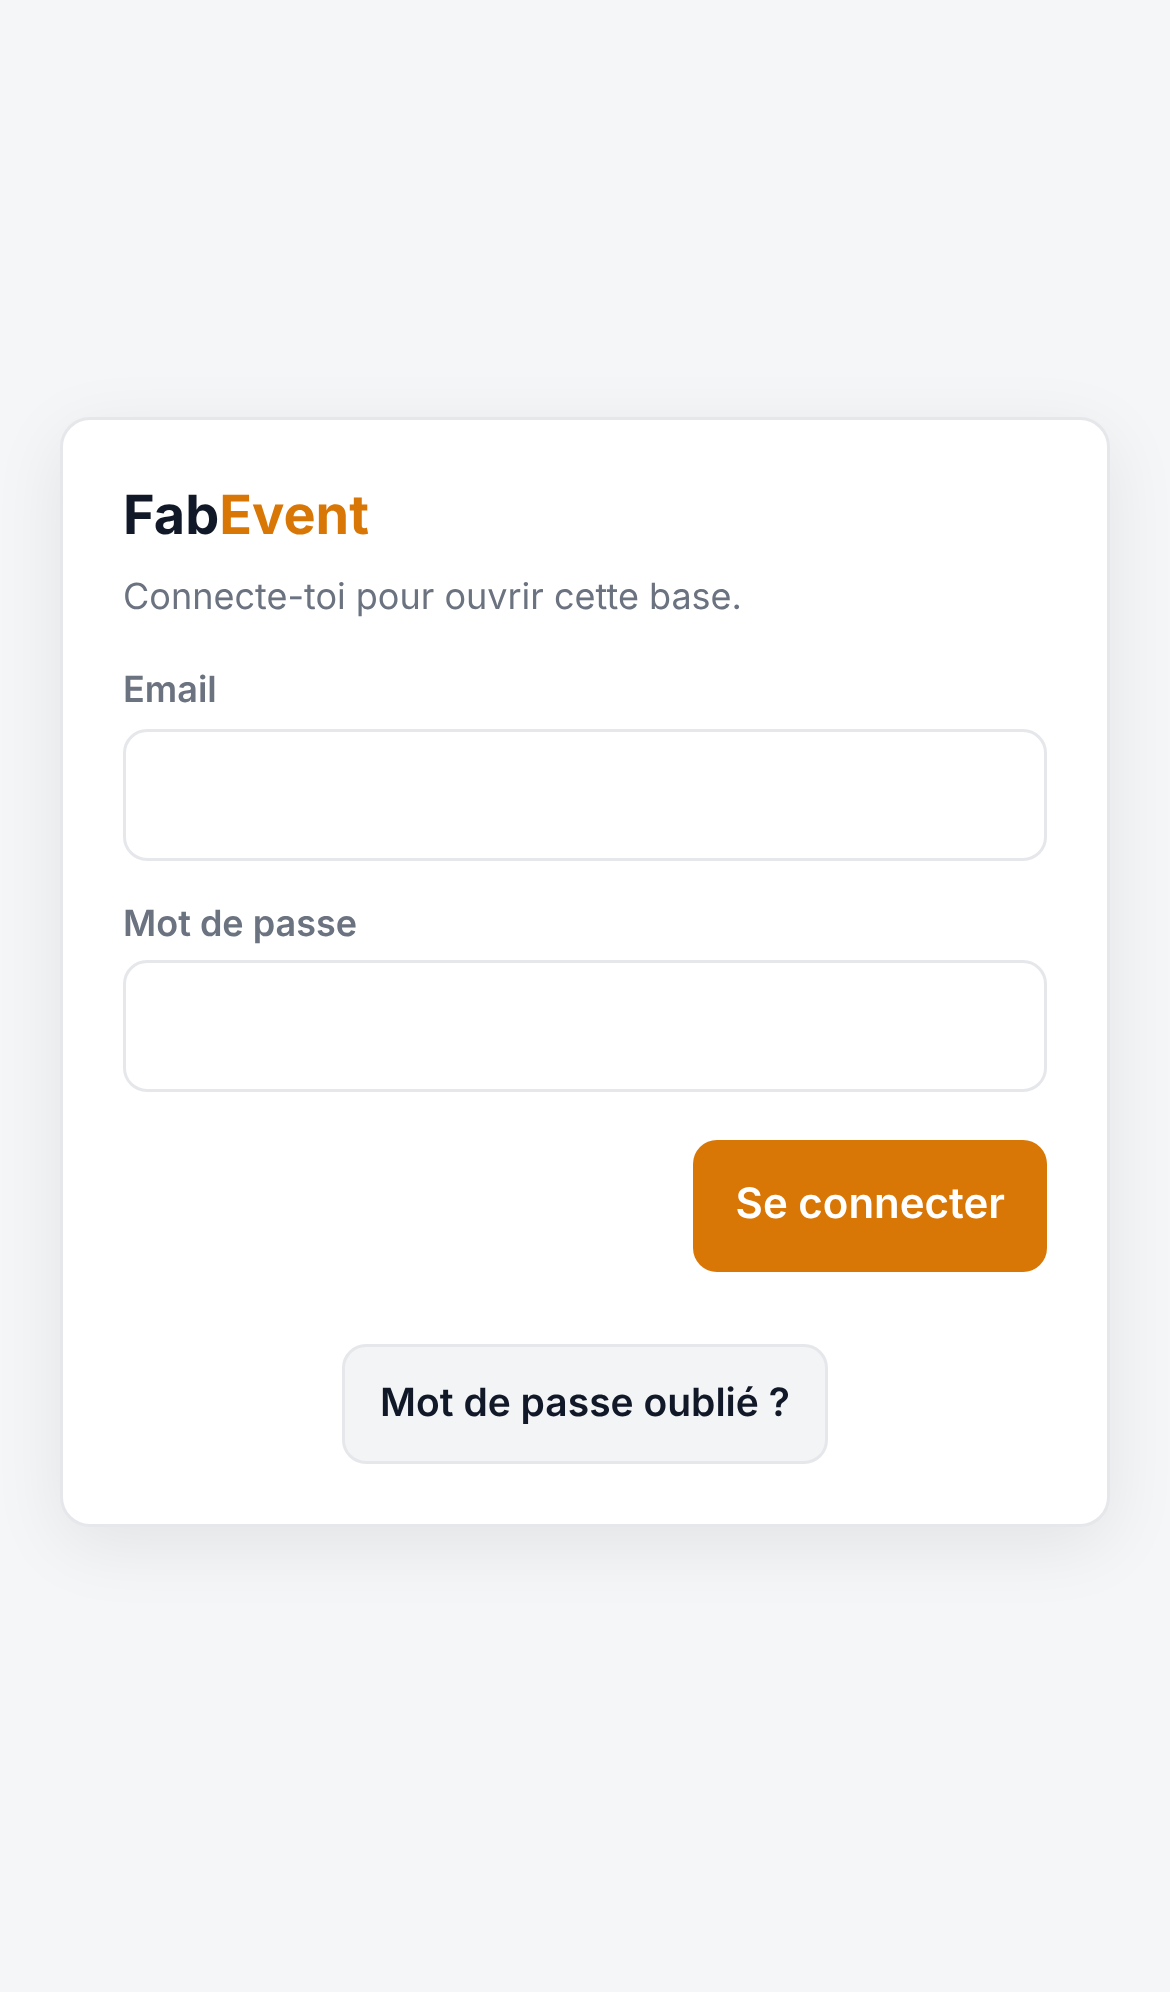 FabEvent
Connecte-toi pour ouvrir cette base.
Email
Mot de passe
Se connecter
Mot de passe oublié ?